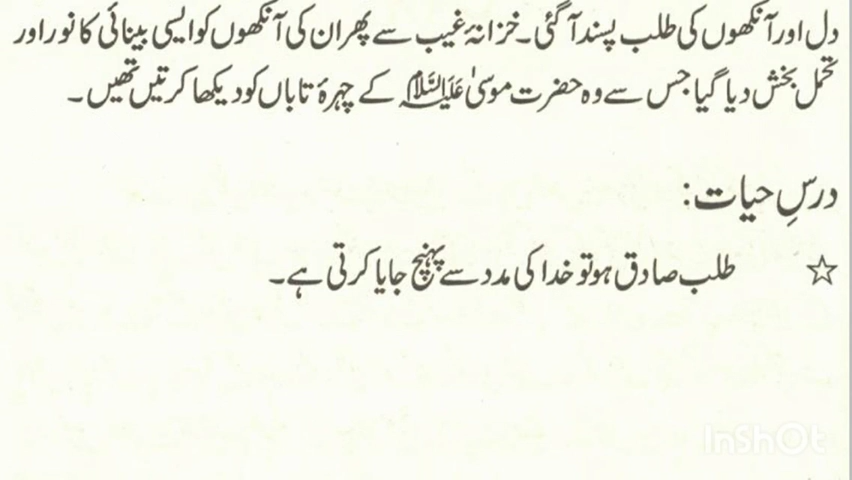 دل اور آنکھوں کی طلب پسند آگئی۔ خزانۂ غیب سے پھر ان کی آنکھوں کو ایسی بینائی کا نور اور
تحمل بخش دیا گیا جس سے وہ حضرت موسیٰ عَلَیْہِ السَّلَام کے چہرۂ تاباں کو دیکھا کرتیں تھیں۔
درسِ حیات:
☆ طلب صادق ہو تو خدا کی مدد سے پہنچ جایا کرتی ہے۔
InShOt